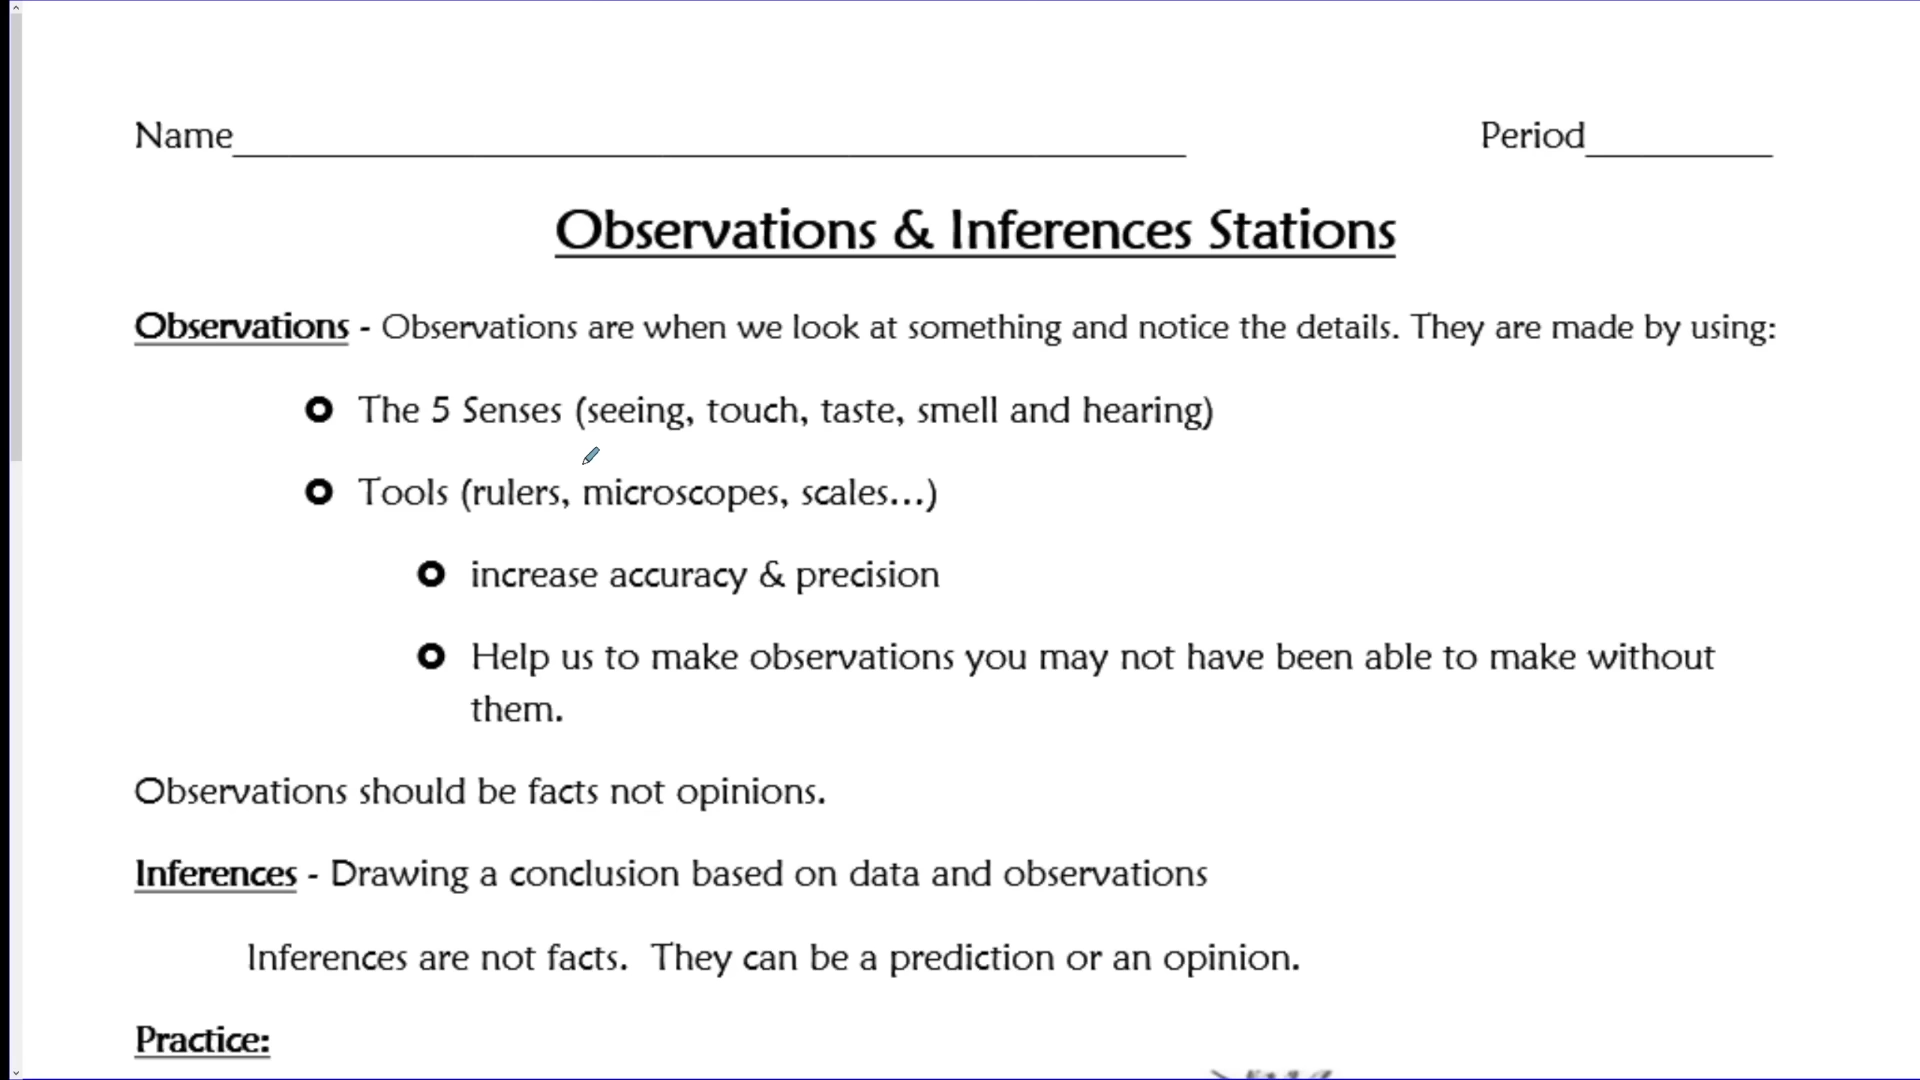 Name Period
Observations & Inferences Stations
Observations - Observations are when we look at something and notice the details. They are made by using:
The 5 Senses (seeing, touch, taste, smell and hearing)
Tools (rulers, microscopes, scales...)
increase accuracy & precision
Help us to make observations you may not have been able to make without
them.
Observations should be facts not opinions.
Inferences - Drawing a conclusion based on data and observations
Inferences are not facts. They can be a prediction or an opinion.
Practice: